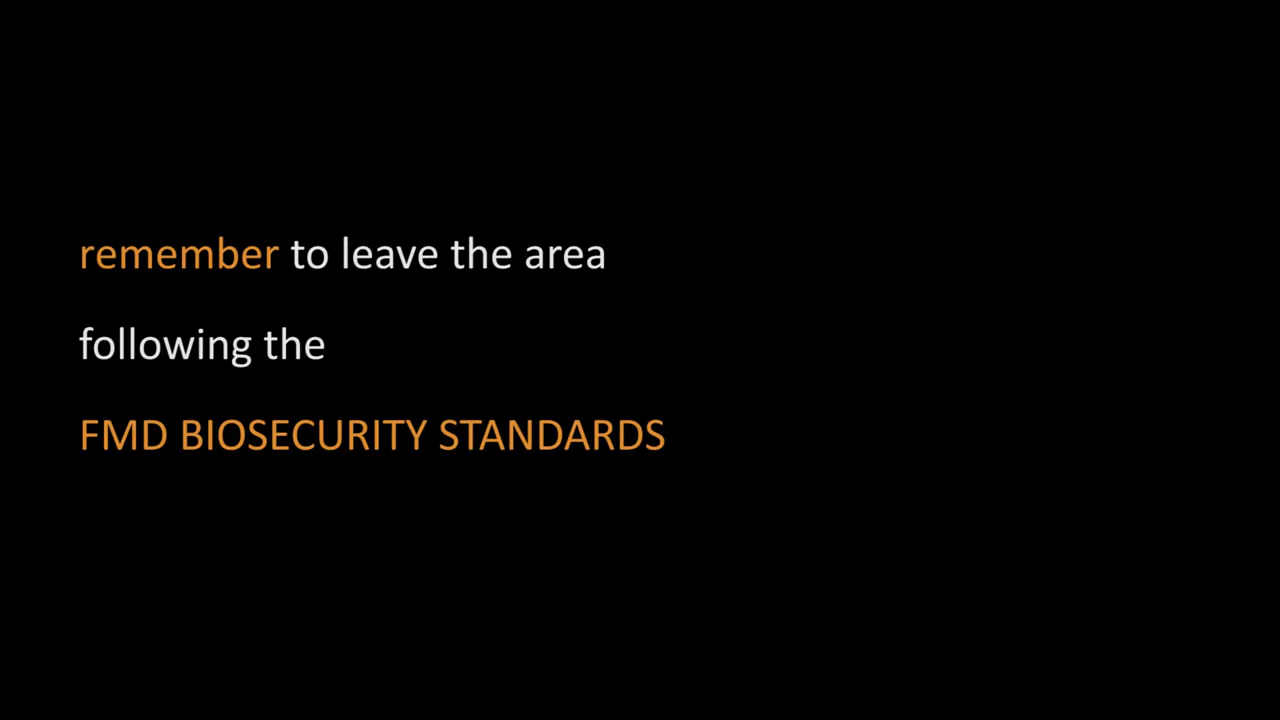 remember to leave the area
following the
FMD BIOSECURITY STANDARDS